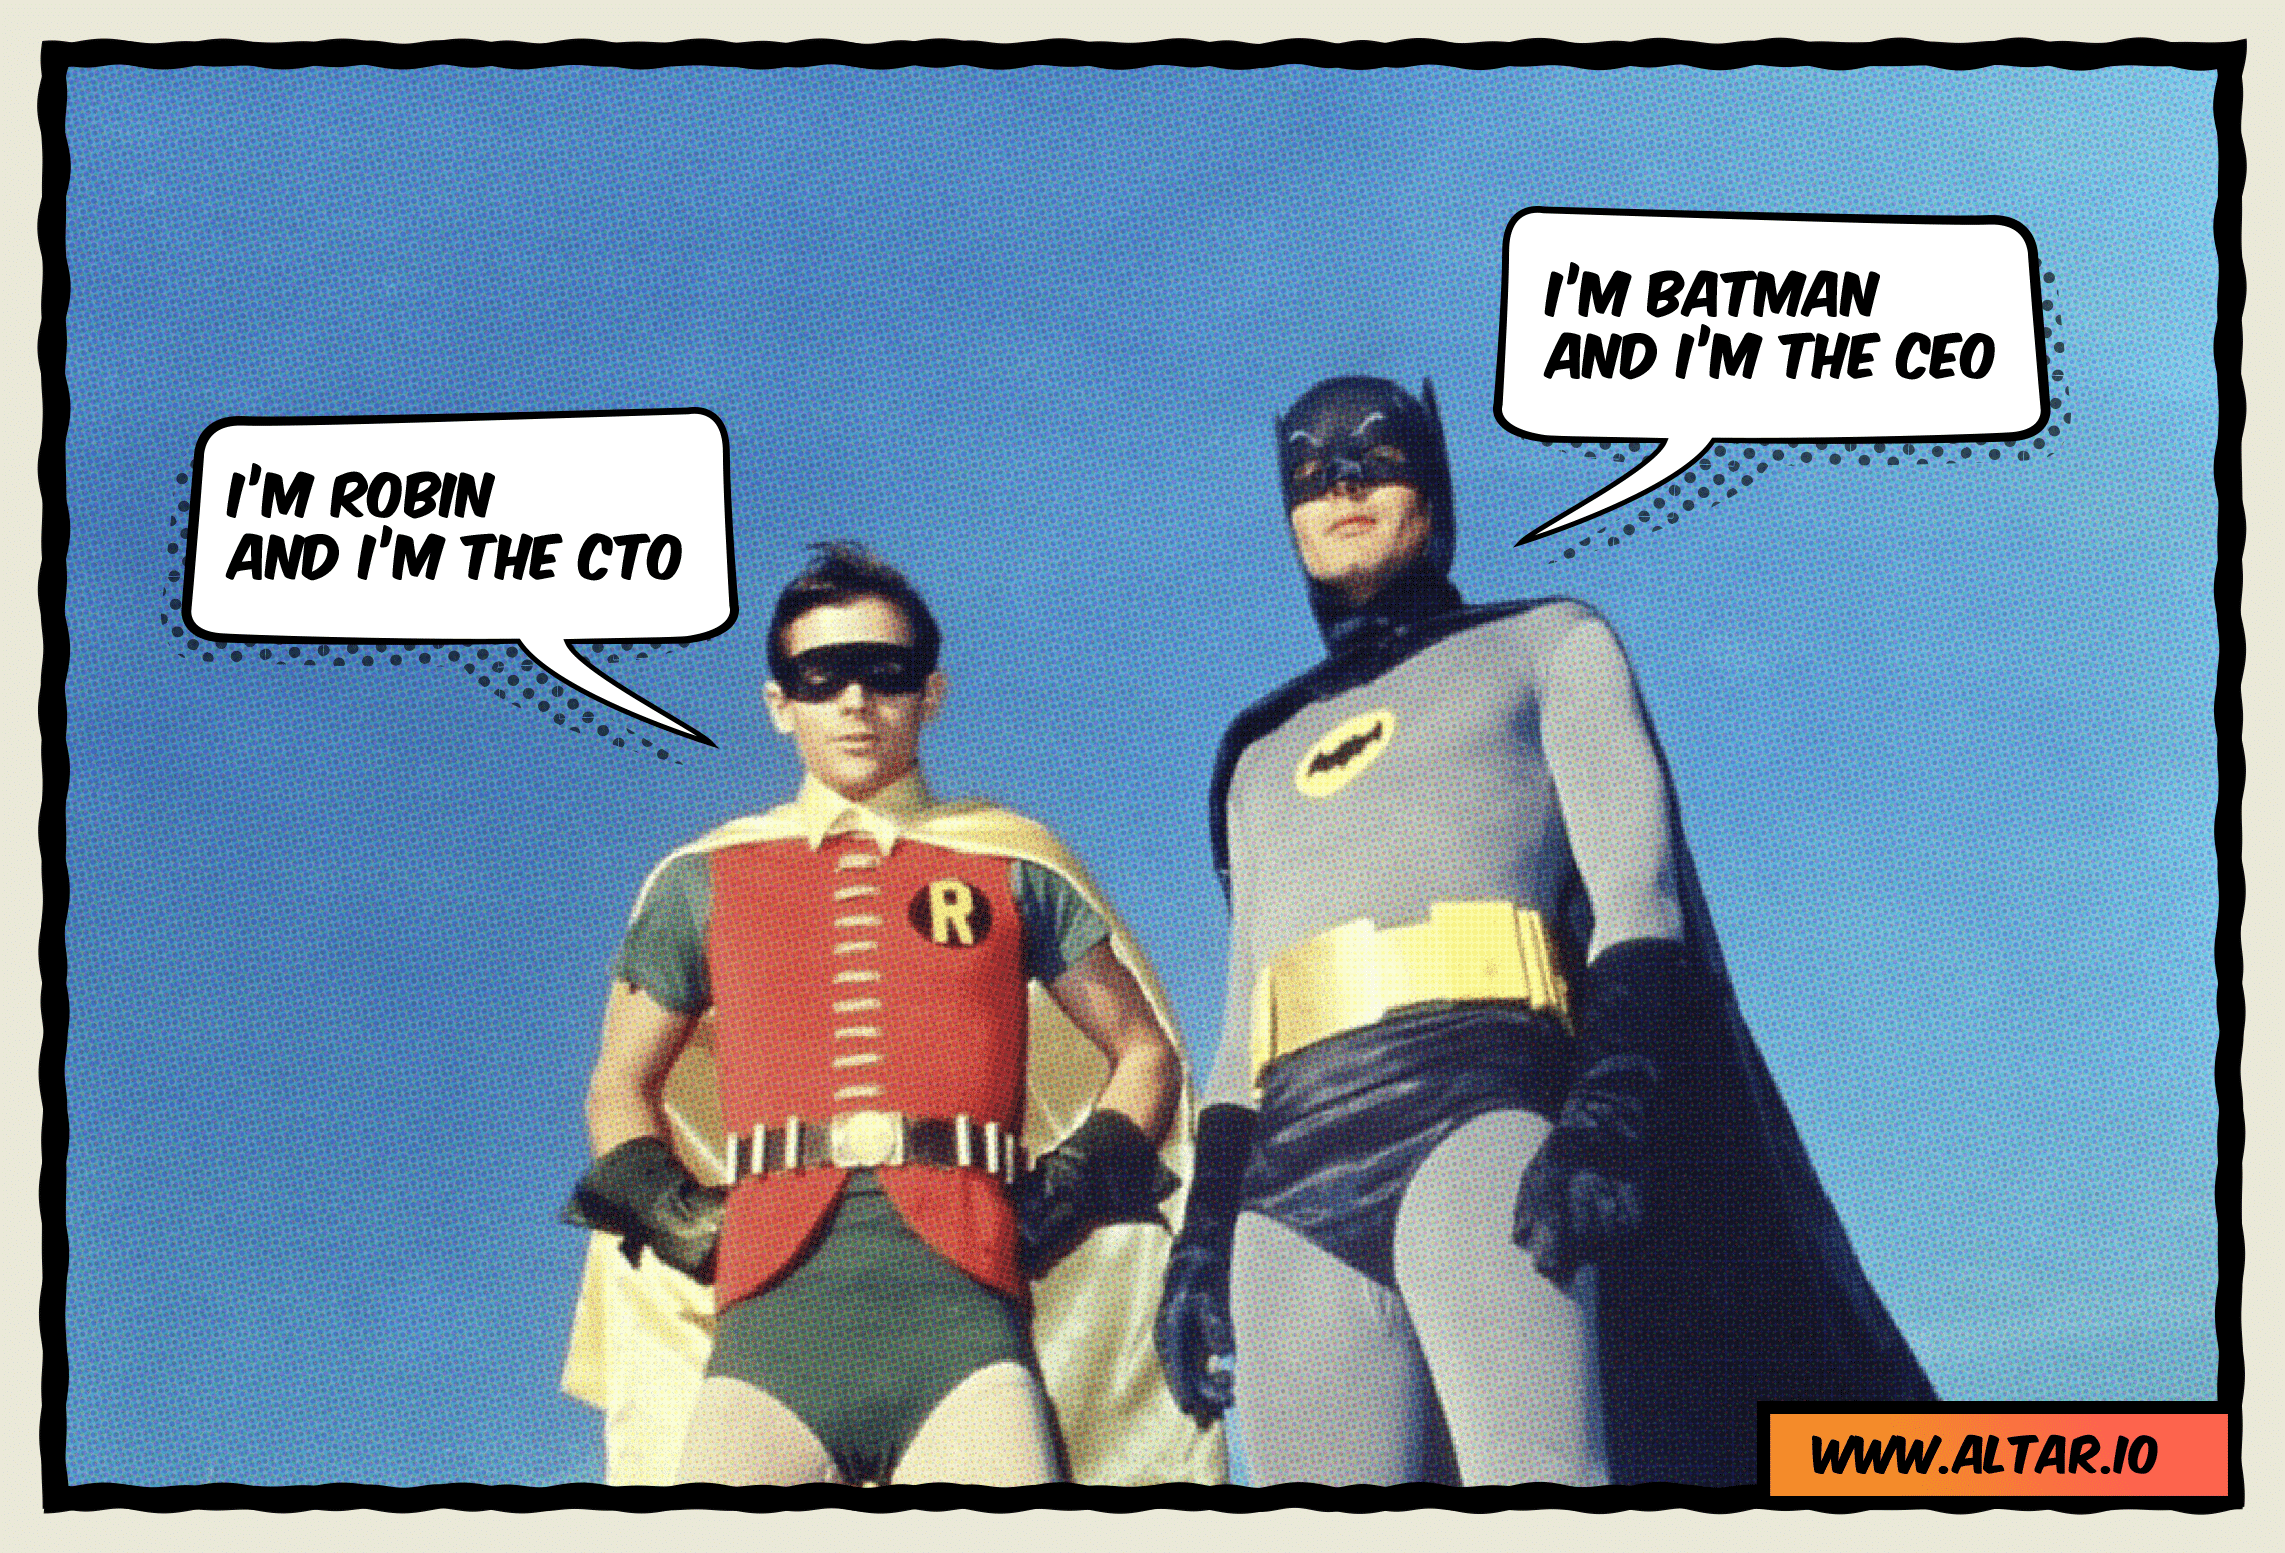 I'M BATMAN
AND I'M THE CEO
I'M ROBIN
AND I'M THE CTO
R
WWW.ALTAR.IO